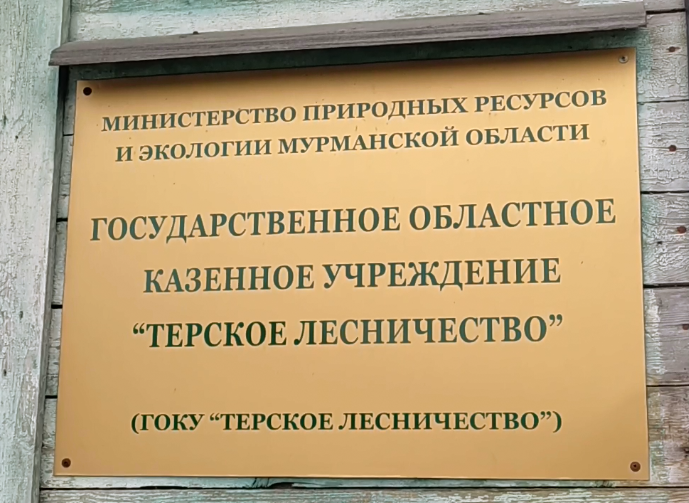 МИНИСТЕРСТВО ПРИРОДНЫХ РЕСУРСОВ
И ЭКОЛОГИИ МУРМАНСКОЙ ОБЛАСТИ
ГОСУДАРСТВЕННОЕ ОБЛАСТНОЕ
КАЗЕННОЕ УЧРЕЖДЕНИЕ
“ТЕРСКОЕ ЛЕСНИЧЕСТВО”
(ГОКУ “ТЕРСКОЕ ЛЕСНИЧЕСТВО”)